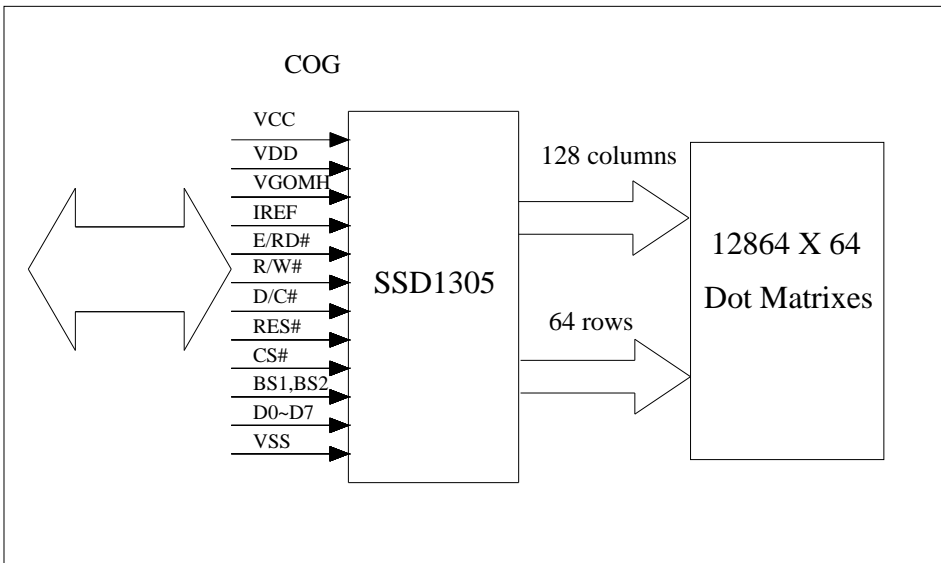 COG
VCC
VDD
VGOMH
IREF
E/RD#
R/W#
D/C#
RES#
CS#
BS1,BS2
D0~D7
VSS
SSD1305
128 columns
64 rows
12864 X 64
Dot Matrixes